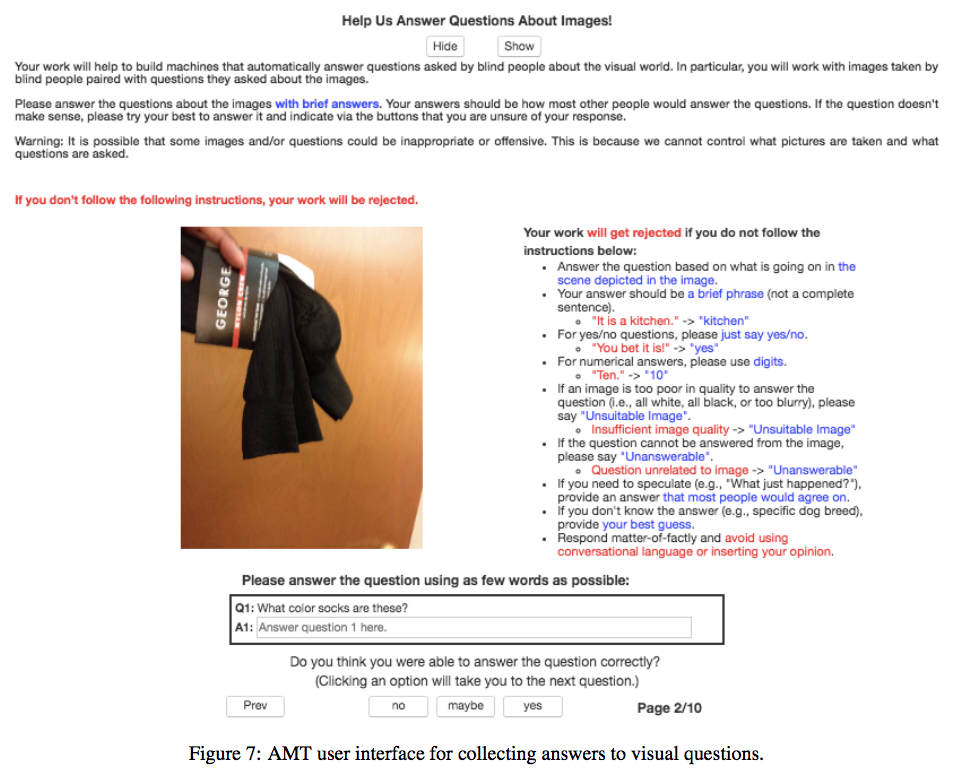 Help Us Answer Questions About Images!
Hide Show
Your work will help to build machines that automatically answer questions asked by blind people about the visual world. In particular, you will work with images taken by
blind people paired with questions they asked about the images.
Please answer the questions about the images with brief answers. Your answers should be how most other people would answer the questions. If the question doesn't
make sense, please try your best to answer it and indicate via the buttons that you are unsure of your response.
Warning: It is possible that some images and/or questions could be inappropriate or offensive. This is because we cannot control what pictures are taken and what
questions are asked.
If you don't follow the following instructions, your work will be rejected.
GEORGE
NYLON CREW
Your work will get rejected if you do not follow the
instructions below:
• Answer the question based on what is going on in the
scene depicted in the image.
• Your answer should be a brief phrase (not a complete
sentence).
∘ "It is a kitchen." -> "kitchen"
• For yes/no questions, please just say yes/no.
∘ "You bet it is!" -> "yes"
• For numerical answers, please use digits.
∘ "Ten." -> "10"
• If an image is too poor in quality to answer the
question (i.e., all white, all black, or too blurry), please
say "Unsuitable Image".
∘ Insufficient image quality -> "Unsuitable Image"
• If the question cannot be answered from the image,
please say "Unanswerable".
∘ Question unrelated to image -> "Unanswerable"
• If you need to speculate (e.g., "What just happened?"),
provide an answer that most people would agree on.
• If you don't know the answer (e.g., specific dog breed),
provide your best guess.
• Respond matter-of-factly and avoid using
conversational language or inserting your opinion.
Please answer the question using as few words as possible:
Q1: What color socks are these?
A1: Answer question 1 here.
Do you think you were able to answer the question correctly?
(Clicking an option will take you to the next question.)
Prev no maybe yes Page 2/10
Figure 7: AMT user interface for collecting answers to visual questions.